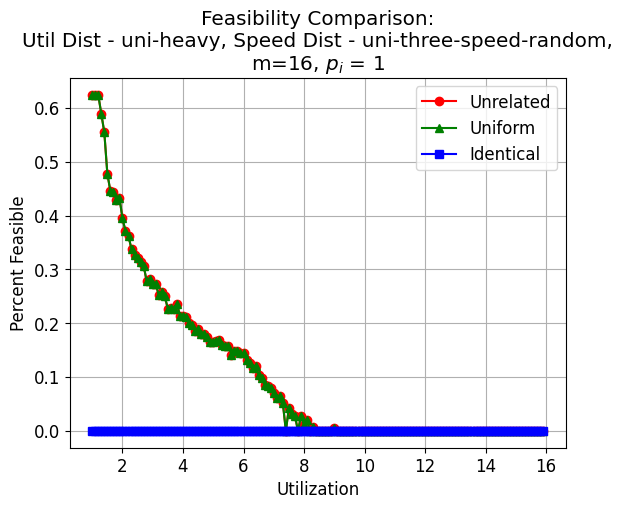 Feasibility Comparison:
Util Dist - uni-heavy, Speed Dist - uni-three-speed-random,
m=16, $p_i$ = 1
Unrelated
Uniform
Identical
Percent Feasible
0.6
0.5
0.4
0.3
0.2
0.1
0.0
2 4 6 8 10 12 14 16
Utilization